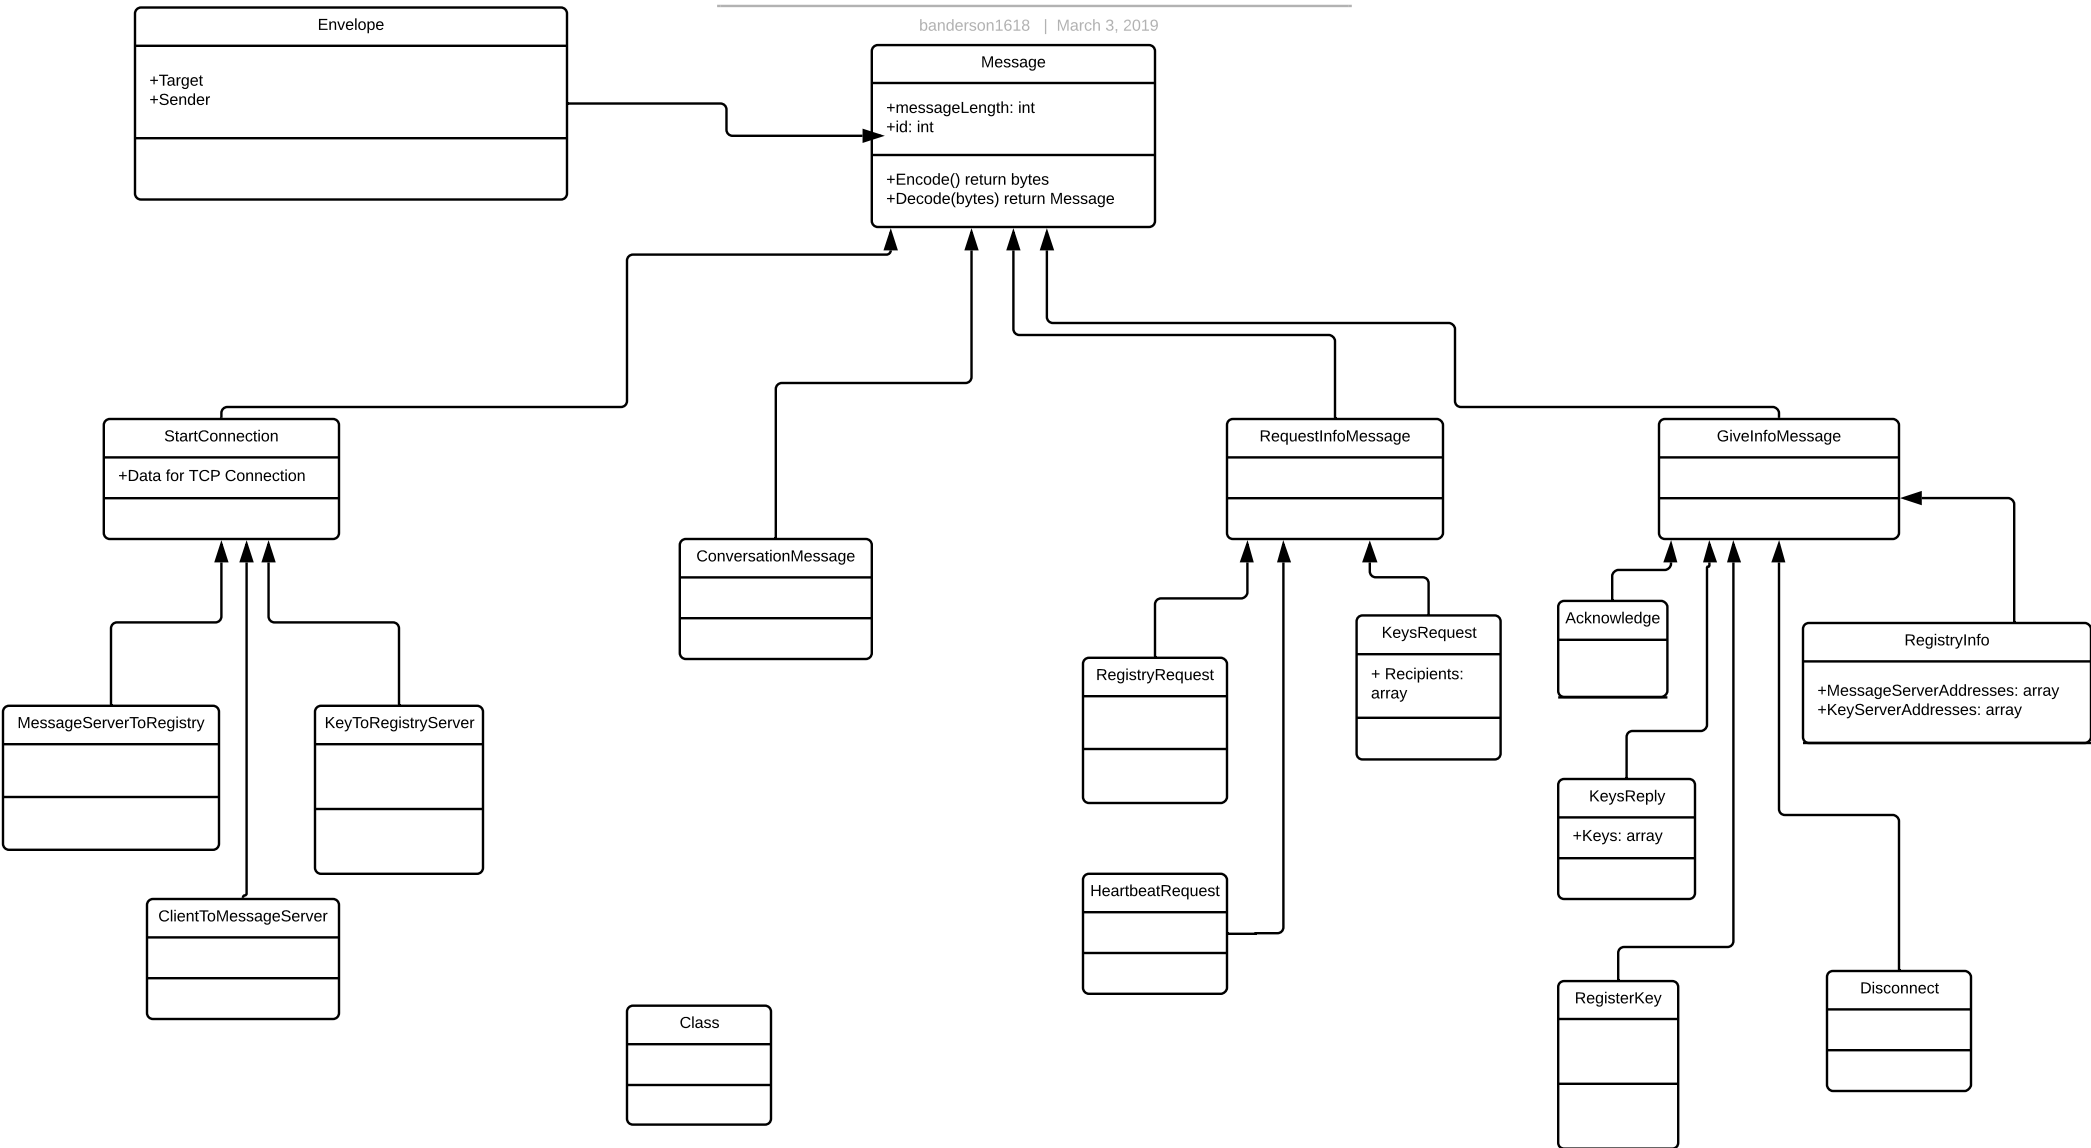 Envelope
+Target
+Sender
banderson1618 | March 3, 2019
Message
+messageLength: int
+id: int
+Encode() return bytes
+Decode(bytes) return Message
StartConnection
+Data for TCP Connection
ConversationMessage
RequestInfoMessage
GiveInfoMessage
MessageServerToRegistry
KeyToRegistryServer
ClientToMessageServer
RegistryRequest
KeysRequest
+ Recipients:
array
HeartbeatRequest
Acknowledge
RegistryInfo
+MessageServerAddresses: array
+KeyServerAddresses: array
KeysReply
+Keys: array
RegisterKey
Disconnect
Class